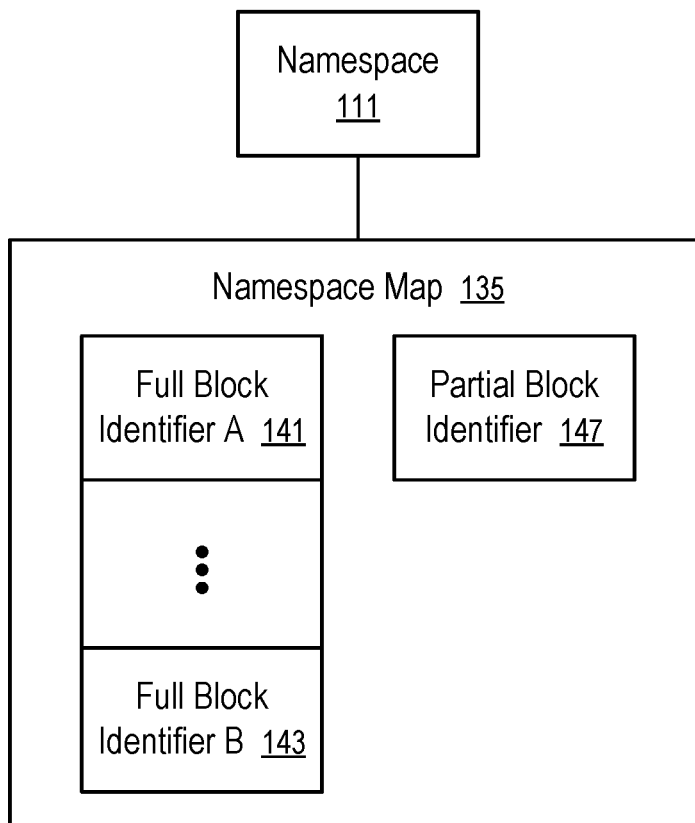 Namespace
111
Namespace Map 135
Full Block
Identifier A 141
Partial Block
Identifier 147
Full Block
Identifier B 143